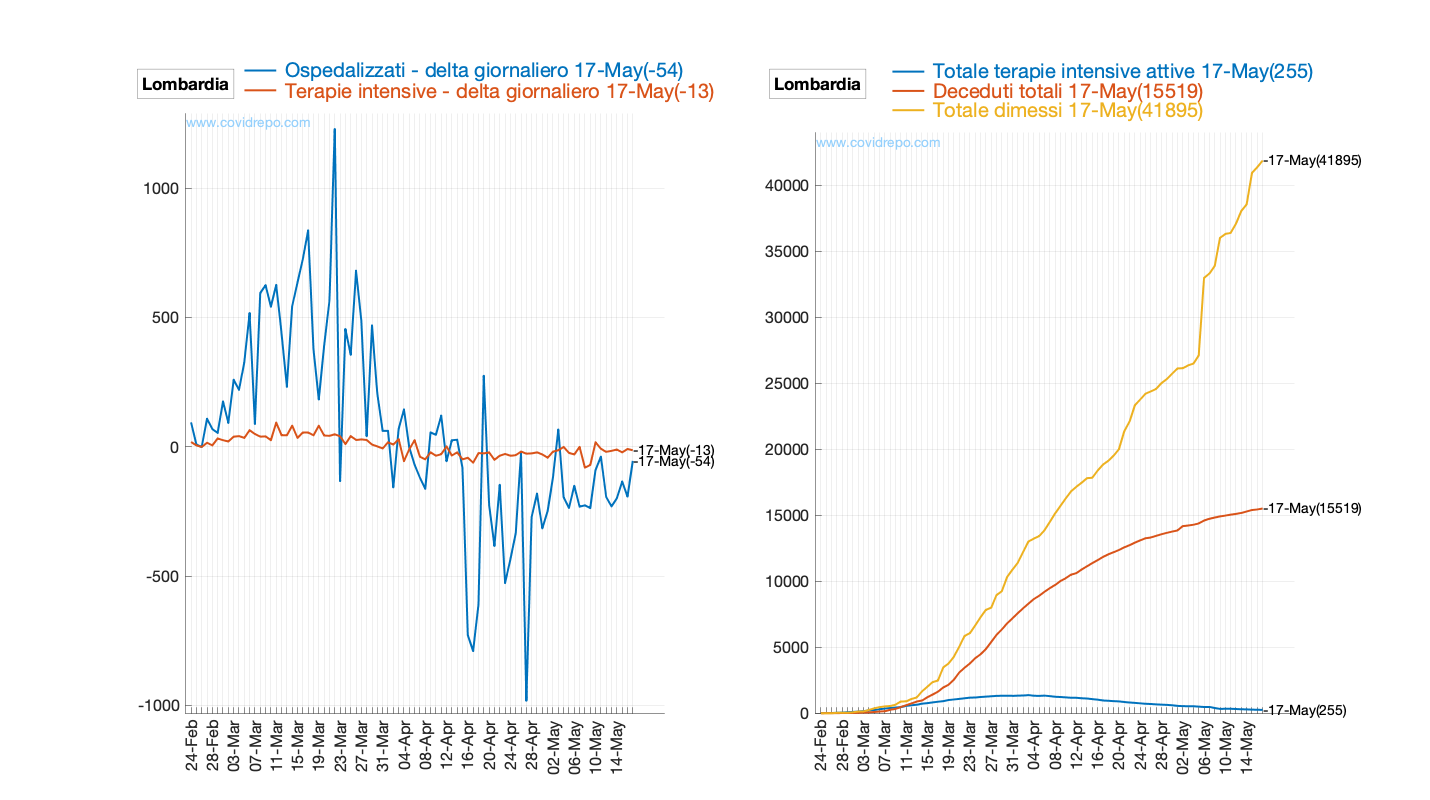 Lombardia
Ospedalizzati - delta giornaliero 17-May(-54)
Terapie intensive - delta giornaliero 17-May(-13)
www.covidrepo.com
1000
500
0
-500
-1000
-17-May(-13)
-17-May(-54)
24-Feb
28-Feb
03-Mar
07-Mar
11-Mar
15-Mar
19-Mar
23-Mar
27-Mar
31-Mar
04-Apr
08-Apr
12-Apr
16-Apr
20-Apr
24-Apr
28-Apr
02-May
06-May
10-May
14-May
Lombardia
Totale terapie intensive attive 17-May(255)
Deceduti totali 17-May(15519)
Totale dimessi 17-May(41895)
www.covidrepo.com
40000
35000
30000
25000
20000
15000
10000
5000
0
-17-May(41895)
-17-May(15519)
-17-May(255)
24-Feb
28-Feb
03-Mar
07-Mar
11-Mar
15-Mar
19-Mar
23-Mar
27-Mar
31-Mar
04-Apr
08-Apr
12-Apr
16-Apr
20-Apr
24-Apr
28-Apr
02-May
06-May
10-May
14-May